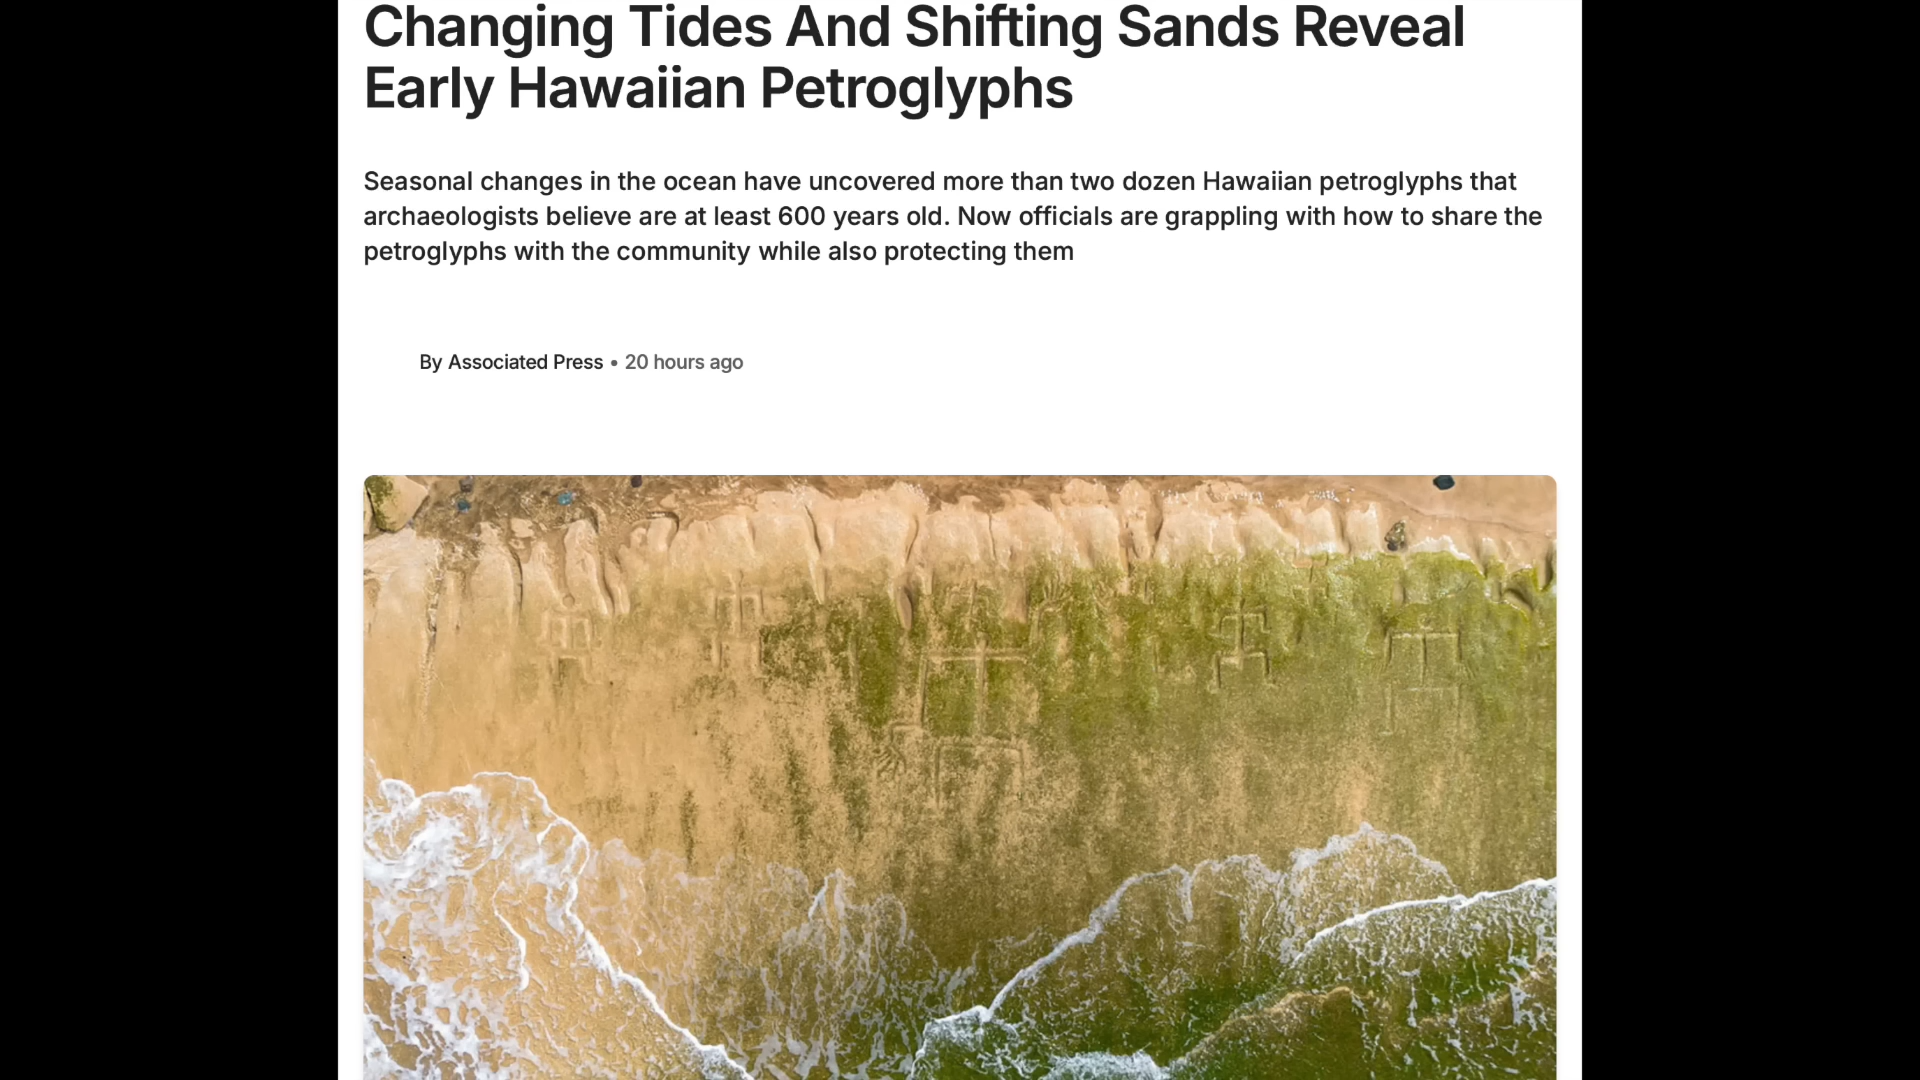 Changing Tides And Shifting Sands Reveal
Early Hawaiian Petroglyphs
Seasonal changes in the ocean have uncovered more than two dozen Hawaiian petroglyphs that
archaeologists believe are at least 600 years old. Now officials are grappling with how to share the
petroglyphs with the community while also protecting them
By Associated Press • 20 hours ago